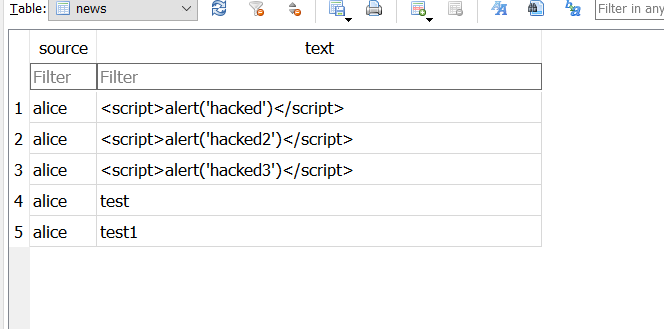 Table: news Filter in any
source text
Filter Filter
1 alice <script>alert('hacked')</script>
2 alice <script>alert('hacked2')</script>
3 alice <script>alert('hacked3')</script>
4 alice test
5 alice test1